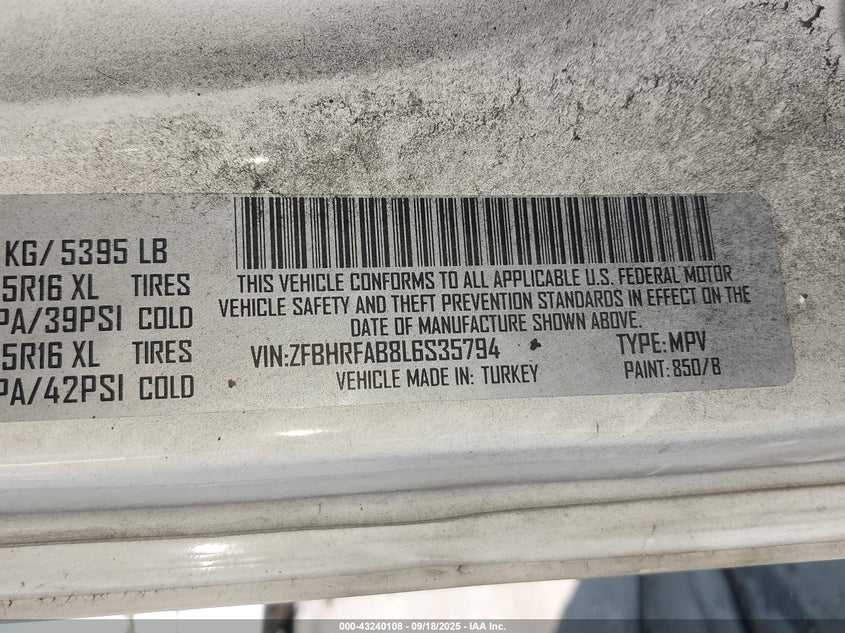 KG/ 5395 LB
5R16 XL TIRES
PA/39PSI COLD
5R16 XL TIRES
PA/42PSI COLD
THIS VEHICLE CONFORMS TO ALL APPLICABLE U.S. FEDERAL MOTOR
VEHICLE SAFETY AND THEFT PREVENTION STANDARDS IN EFFECT ON THE
DATE OF MANUFACTURE SHOWN ABOVE.
VIN:ZFBHRFAB8L6S35794 TYPE: MPV
VEHICLE MADE IN: TURKEY PAINT: 850/B
000-43240108 - 09/18/2025 - IAA Inc.